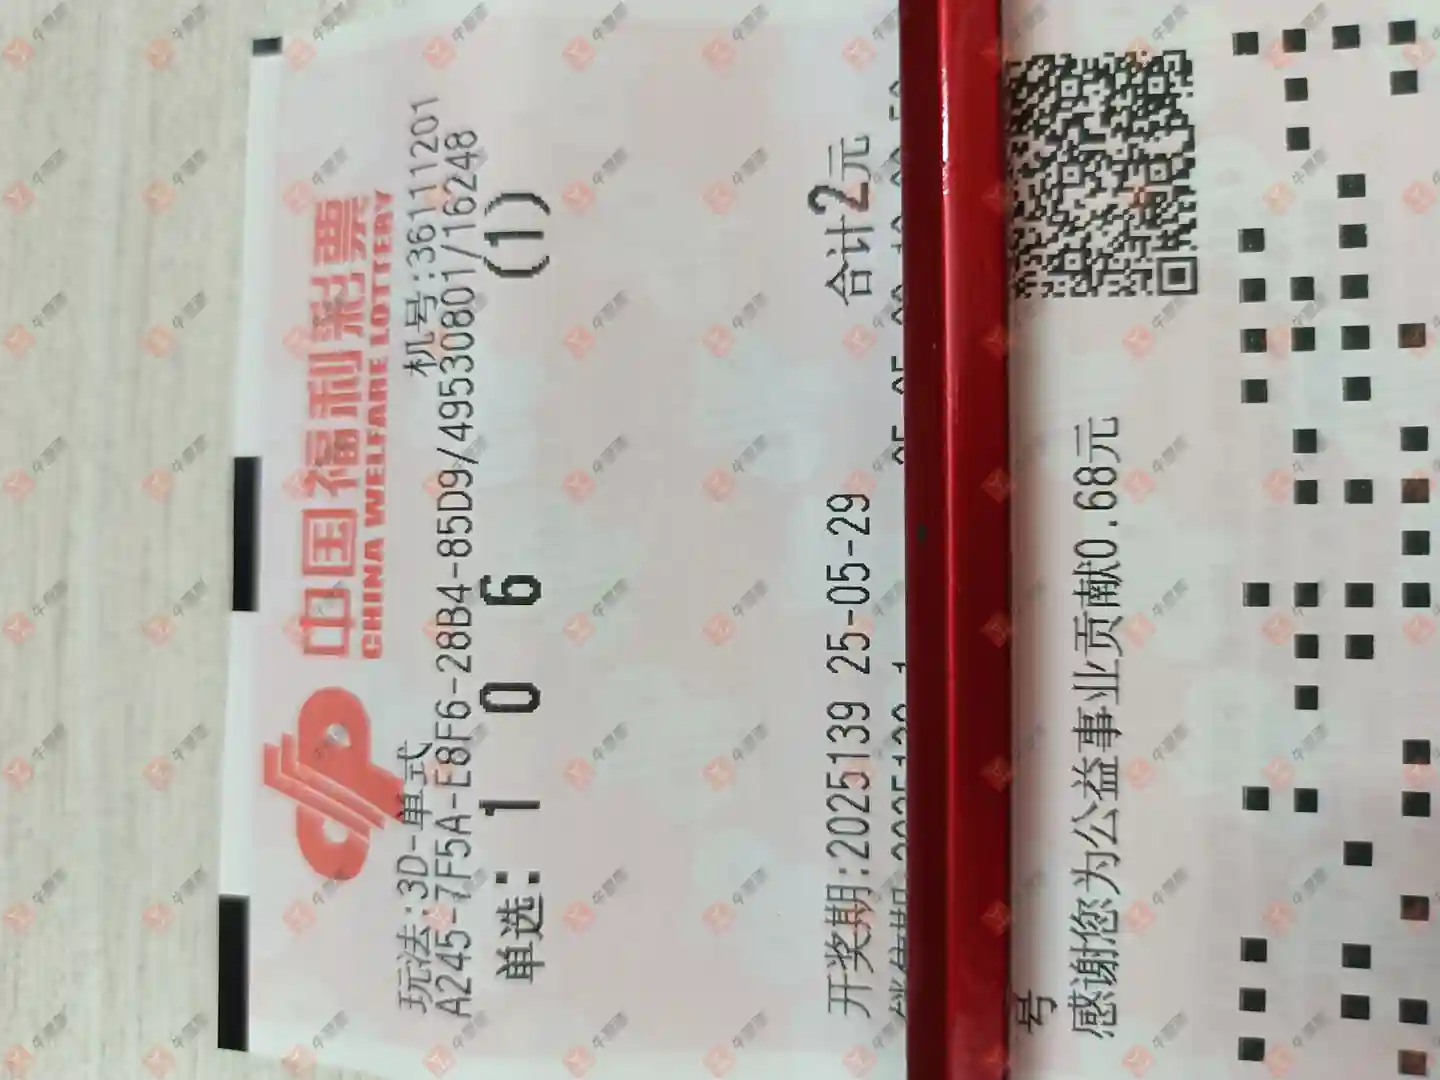 中国福利彩票
CHINA WELFARE LOTTERY
玩法:3D-单式 机号:36111201
A245-7F5A-E8F6-28B4-85D9/49530801/16248
单选: 1 0 6 (1)
开奖期:2025139 25-05-29 合计2元
号
感谢您为公益事业贡献0.68元